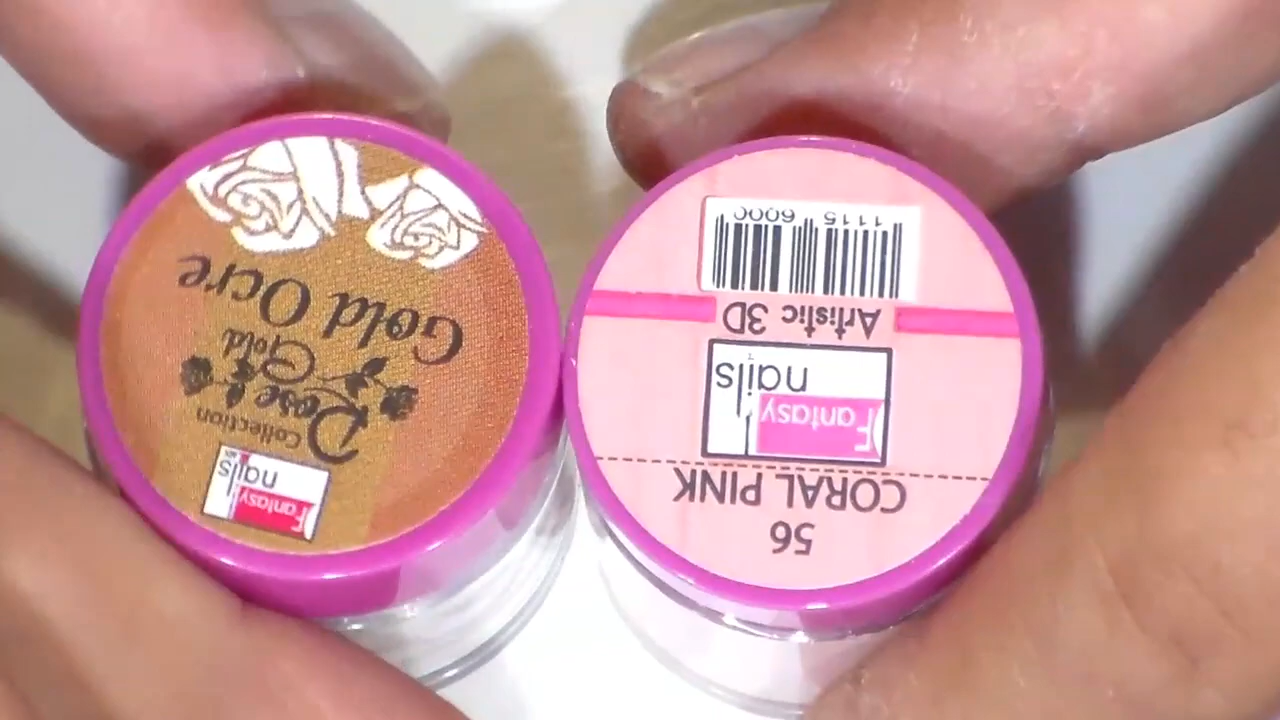 Fantasy
nails
Collection
Rose
Gold
Gold Ocre
56
CORAL PINK
Fantasy
nails
Artistic 3D
1115 6000